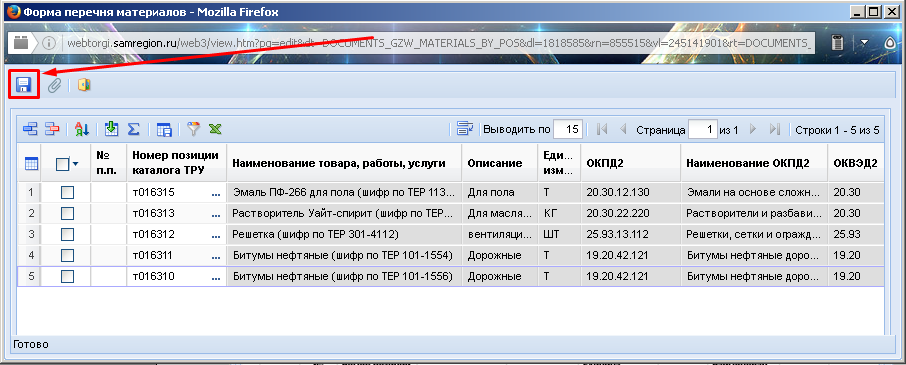 Форма перечня материалов - Mozilla Firefox
webtorgi.samregion.ru/web3/view.htm?pg=edit&dt=DOCUMENTS_GZW_MATERIALS_BY_POS&dl=1818585&rn=855515&vl=245141901&rt=DOCUMENTS_
Выводить по 15 Страница 1 из 1 Строки 1 - 5 из 5
№ п.п. Номер позиции каталога ТРУ Наименование товара, работы, услуги Описание Еди... изм... ОКПД2 Наименование ОКПД2 ОКВЭД2
1 т016315 ... Эмаль ПФ-266 для пола (шифр по ТЕР 113... Для пола Т 20.30.12.130 Эмали на основе сложн... 20.30
2 т016313 ... Растворитель Уайт-спирит (шифр по ТЕР... Для масля... КГ 20.30.22.220 Растворители и разбави... 20.30
3 т016312 ... Решетка (шифр по ТЕР 301-4112) вентиляци... ШТ 25.93.13.112 Решетки, сетки и огражд... 25.93
4 т016311 ... Битумы нефтяные (шифр по ТЕР 101-1554) Дорожные Т 19.20.42.121 Битумы нефтяные доро... 19.20
5 т016310 ... Битумы нефтяные (шифр по ТЕР 101-1556) Дорожные Т 19.20.42.121 Битумы нефтяные доро... 19.20
Готово